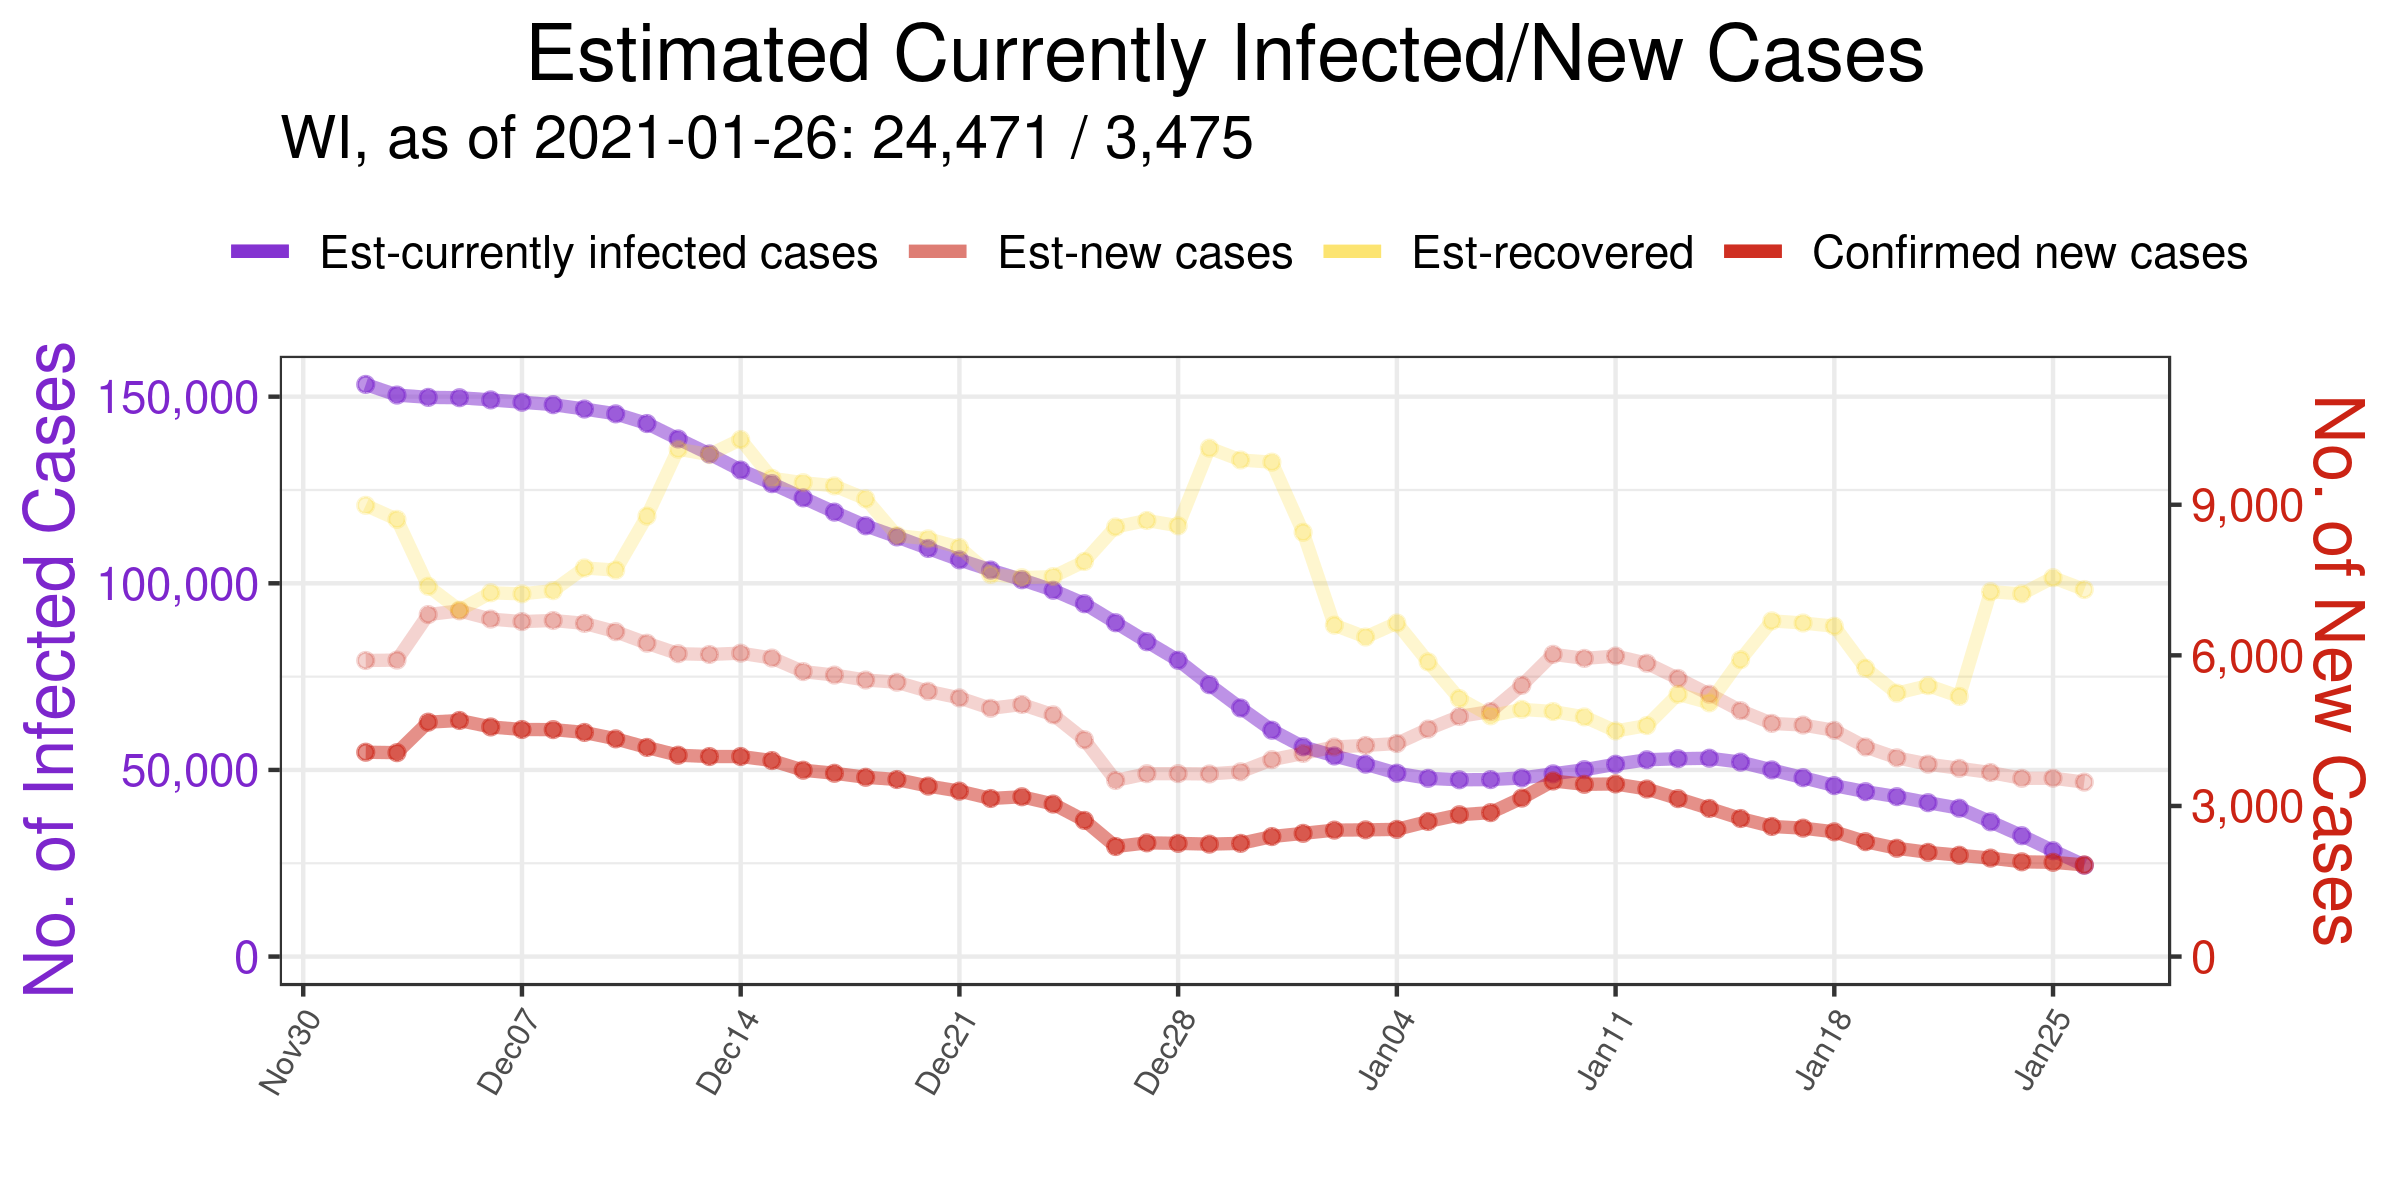 Estimated Currently Infected/New Cases
WI, as of 2021-01-26: 24,471 / 3,475
Est-currently infected cases Est-new cases Est-recovered Confirmed new cases
No. of Infected Cases
150,000
100,000
50,000
0
9,000
6,000
3,000
0
No. of New Cases
Nov30 Dec07 Dec14 Dec21 Dec28 Jan04 Jan11 Jan18 Jan25